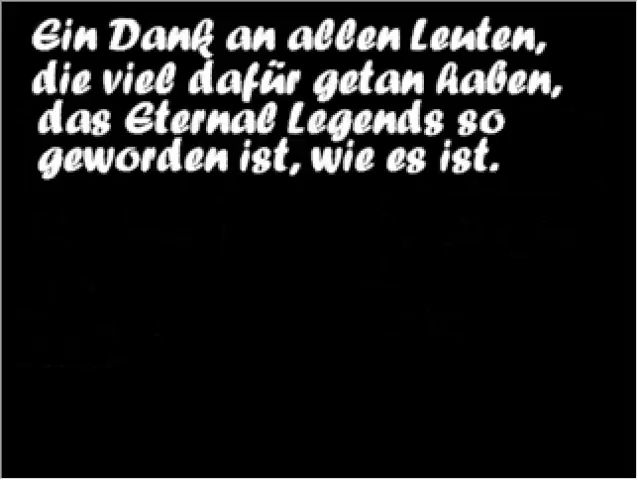 Ein Dank an allen Leuten,
die viel dafür getan haben,
das Eternal Legends so
geworden ist, wie es ist.